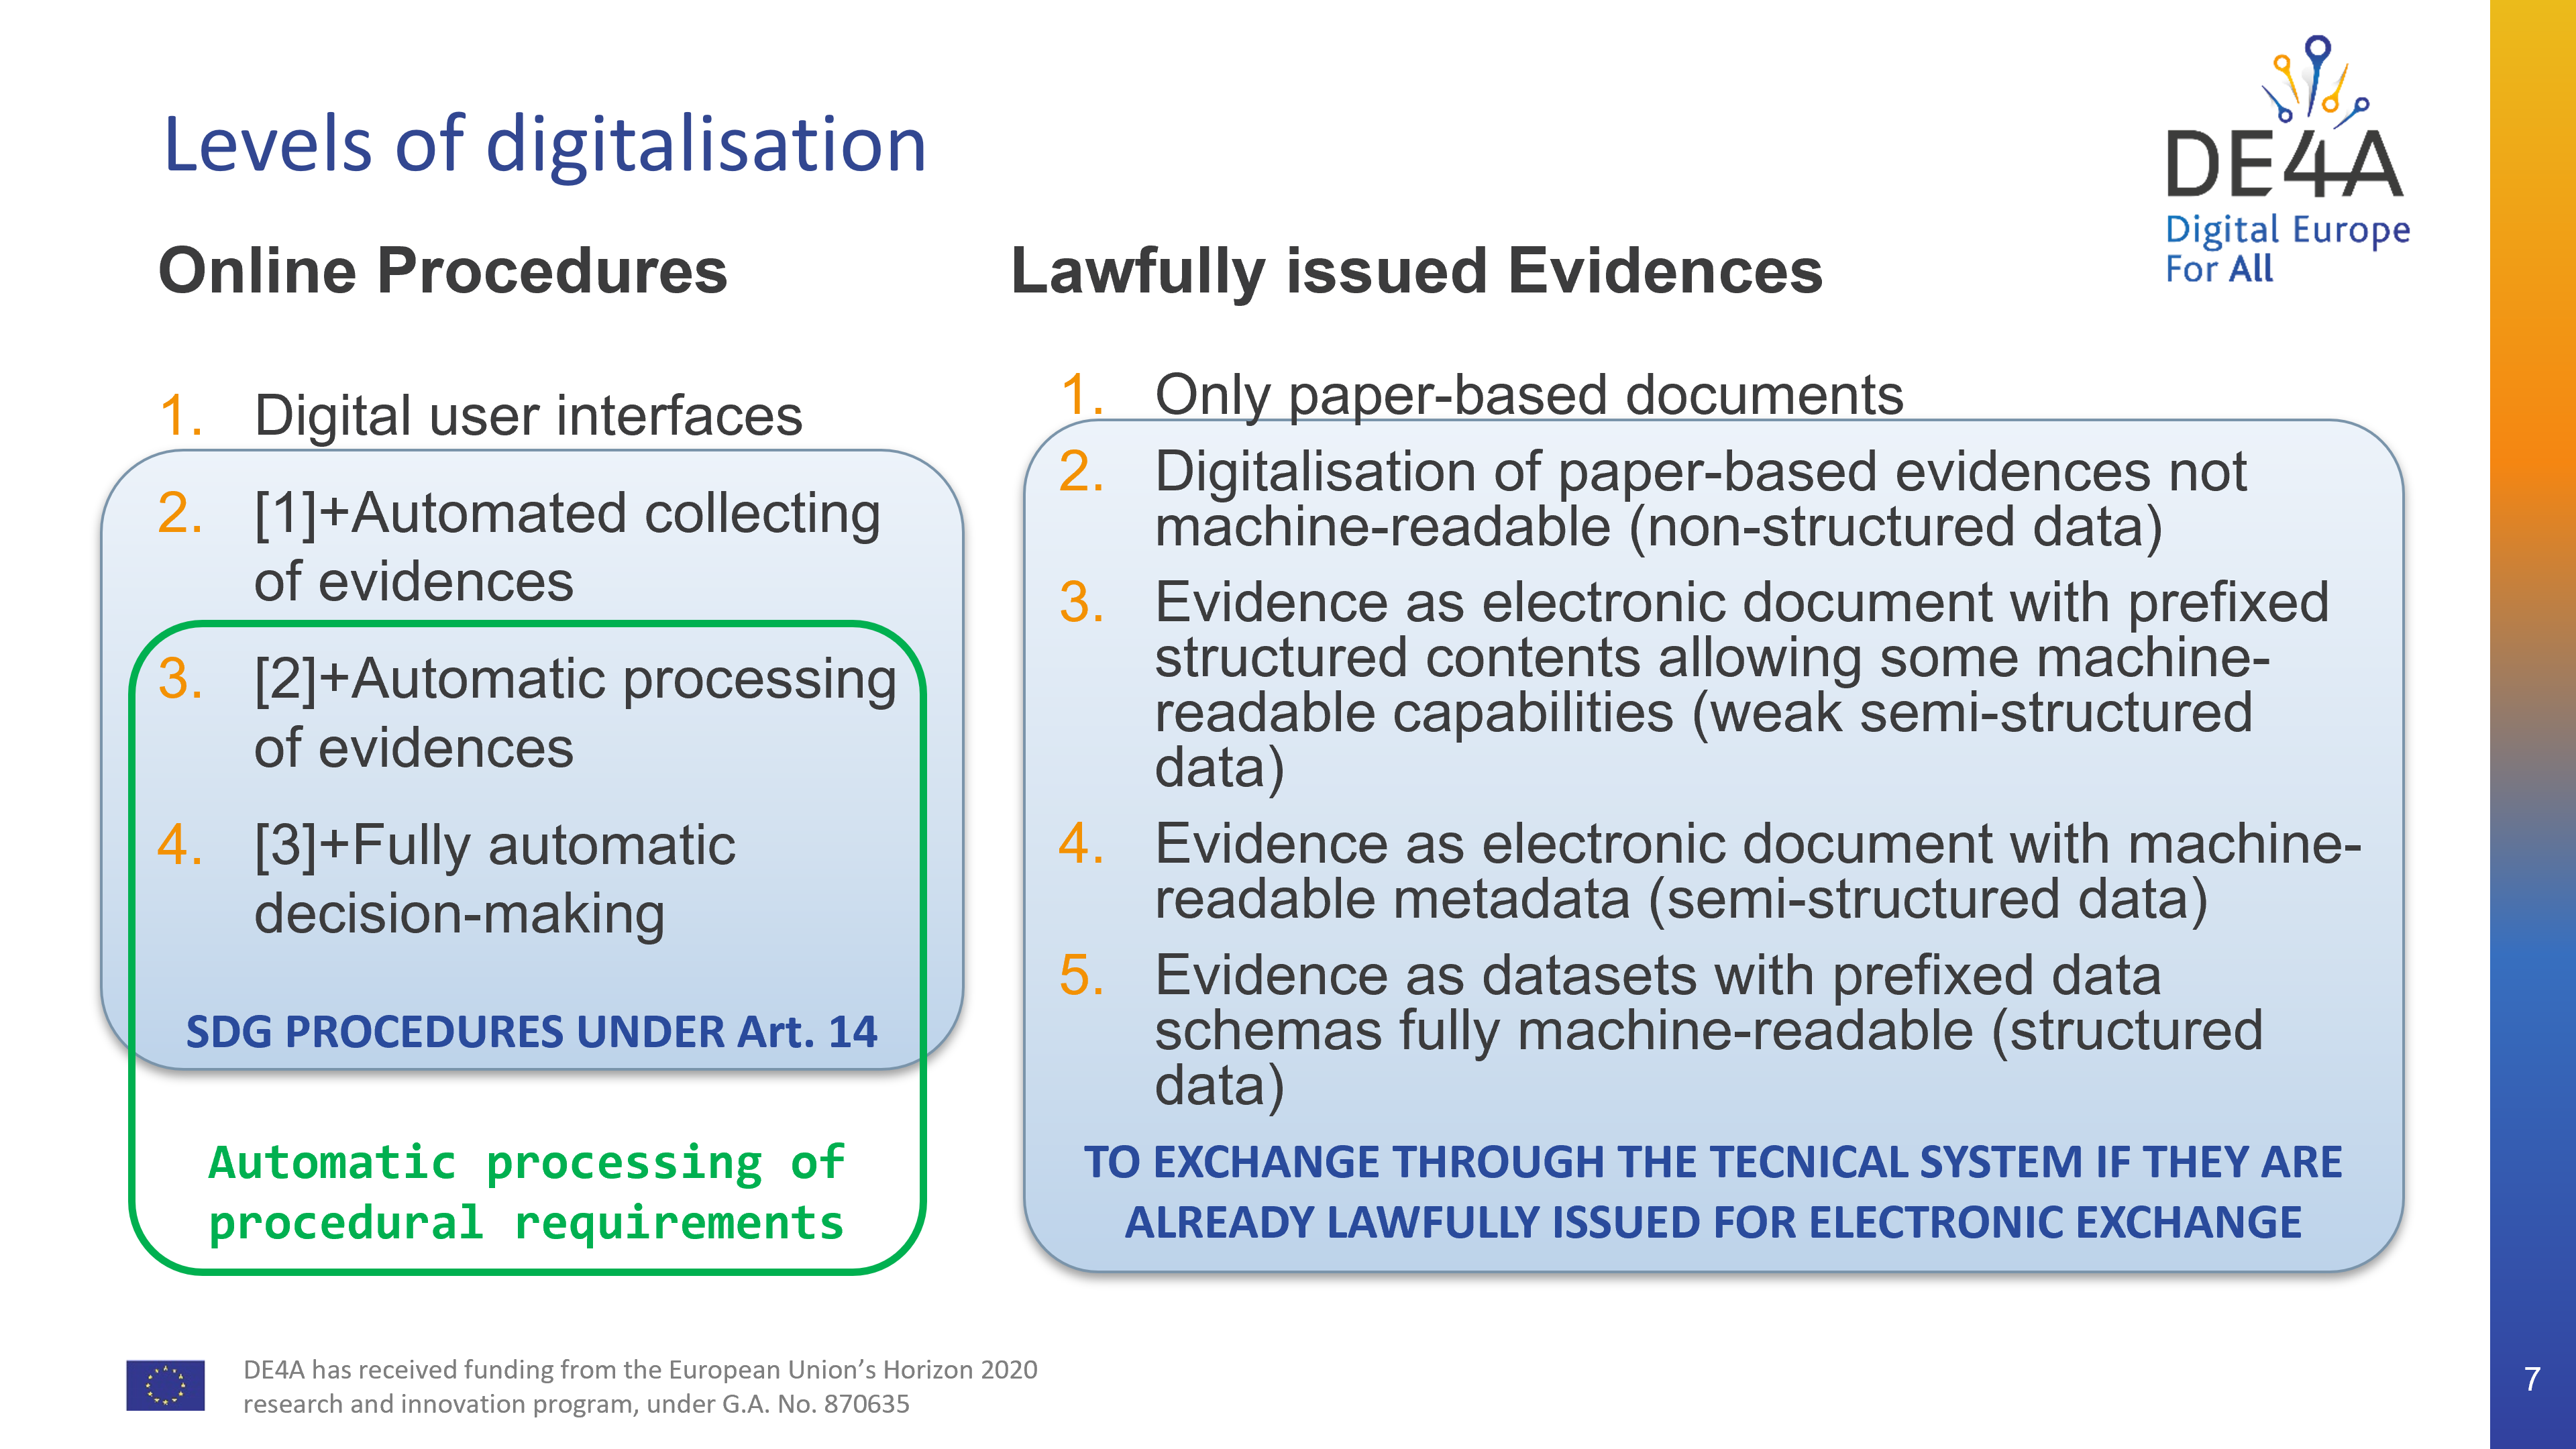 Levels of digitalisation
DE4A
Digital Europe
For All
Online Procedures
1. Digital user interfaces
2. [1]+Automated collecting
of evidences
3. [2]+Automatic processing
of evidences
4. [3]+Fully automatic
decision-making
SDG PROCEDURES UNDER Art. 14
Automatic processing of
procedural requirements
Lawfully issued Evidences
1. Only paper-based documents
2. Digitalisation of paper-based evidences not
machine-readable (non-structured data)
3. Evidence as electronic document with prefixed
structured contents allowing some machine-
readable capabilities (weak semi-structured
data)
4. Evidence as electronic document with machine-
readable metadata (semi-structured data)
5. Evidence as datasets with prefixed data
schemas fully machine-readable (structured
data)
TO EXCHANGE THROUGH THE TECNICAL SYSTEM IF THEY ARE
ALREADY LAWFULLY ISSUED FOR ELECTRONIC EXCHANGE
DE4A has received funding from the European Union’s Horizon 2020
research and innovation program, under G.A. No. 870635
7